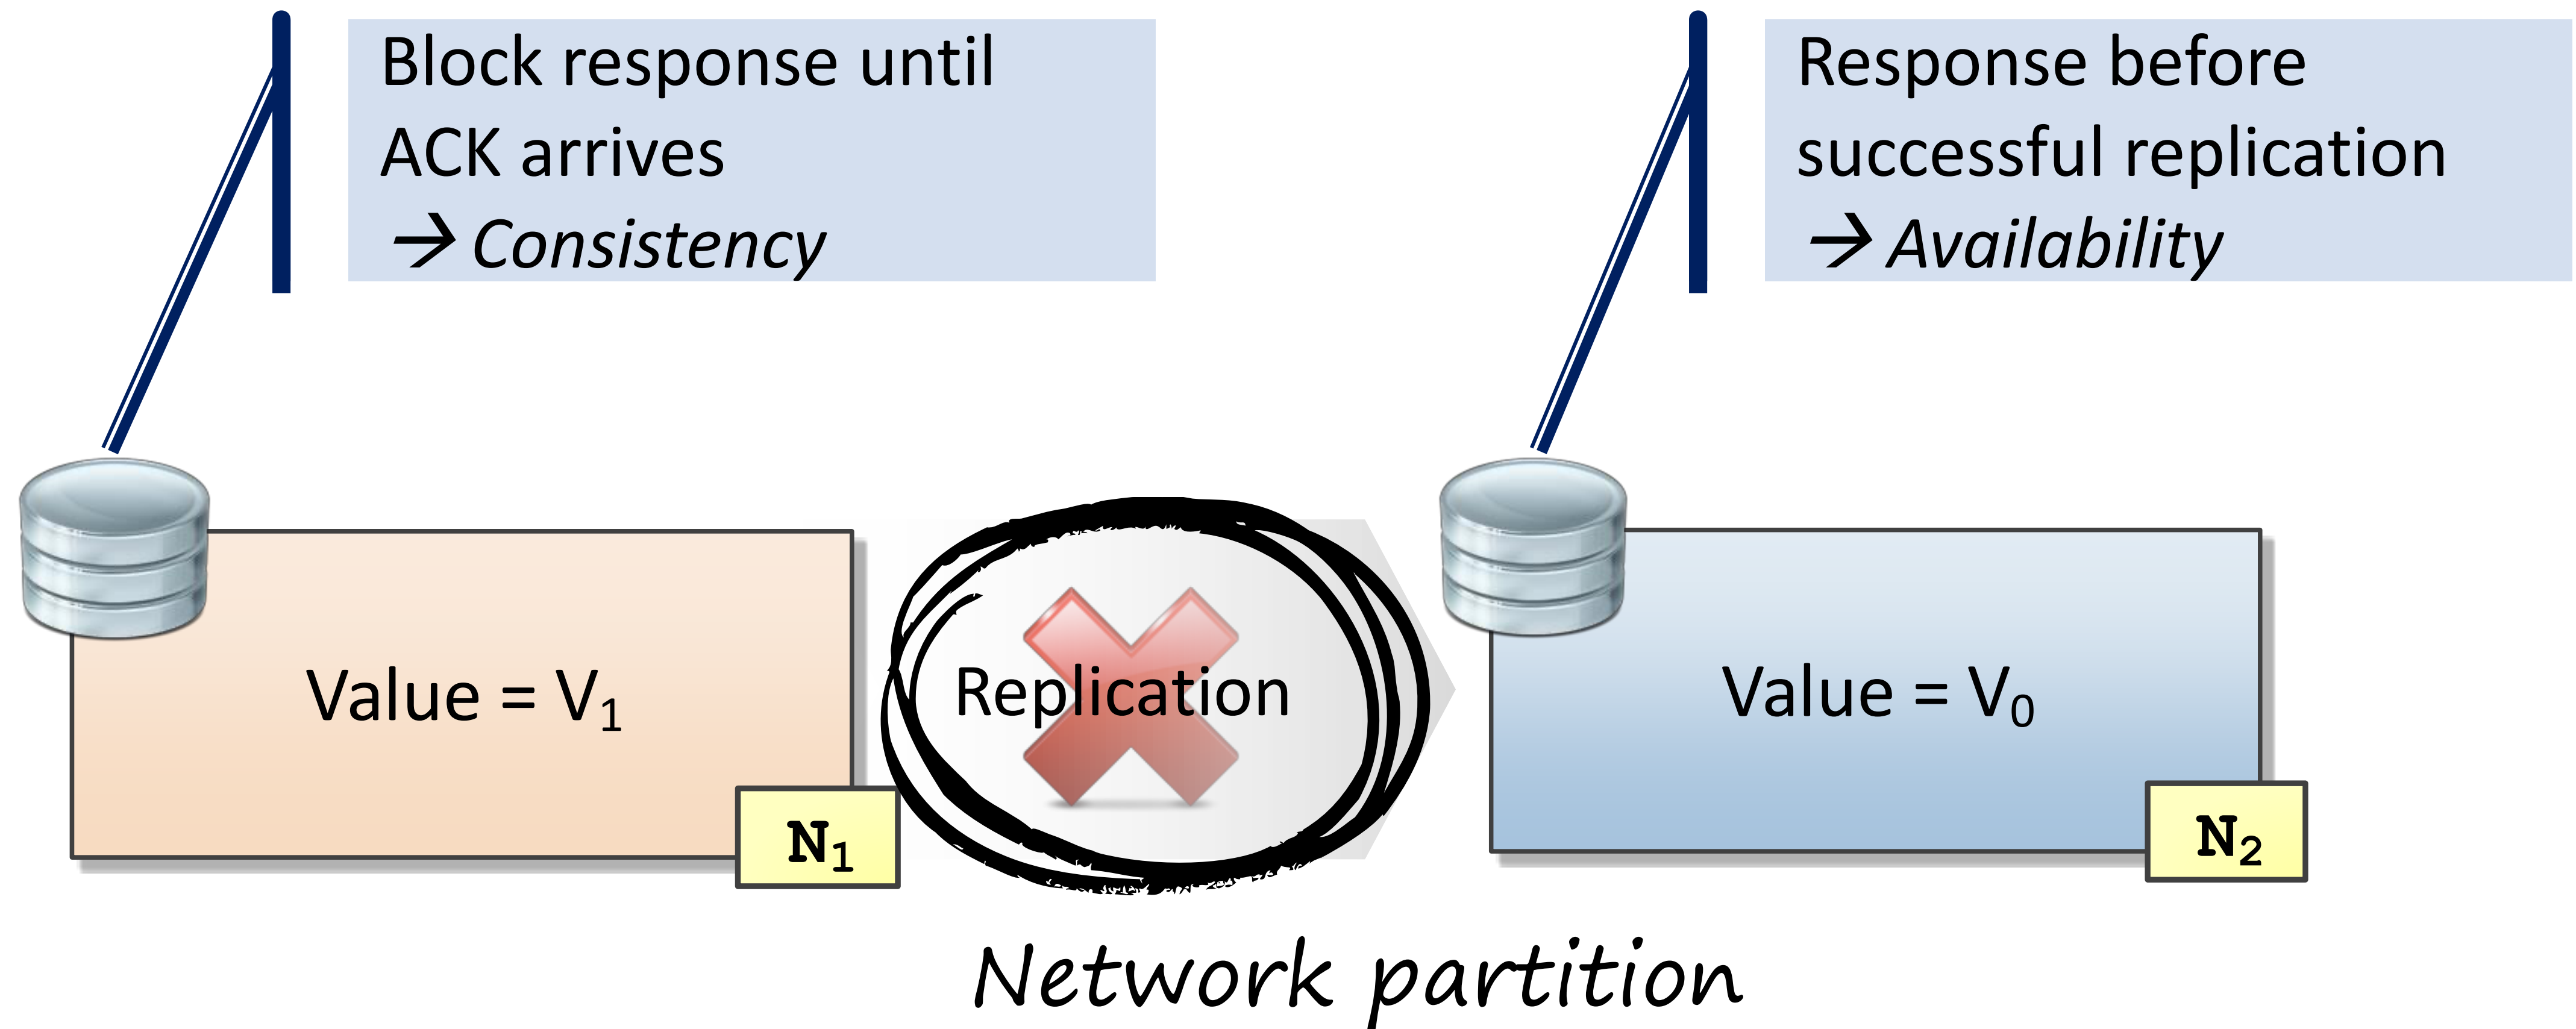 Block response until
ACK arrives
→ Consistency
Response before
successful replication
→ Availability
Value = V₁
N₁
Replication
Value = V₀
N₂
Network partition